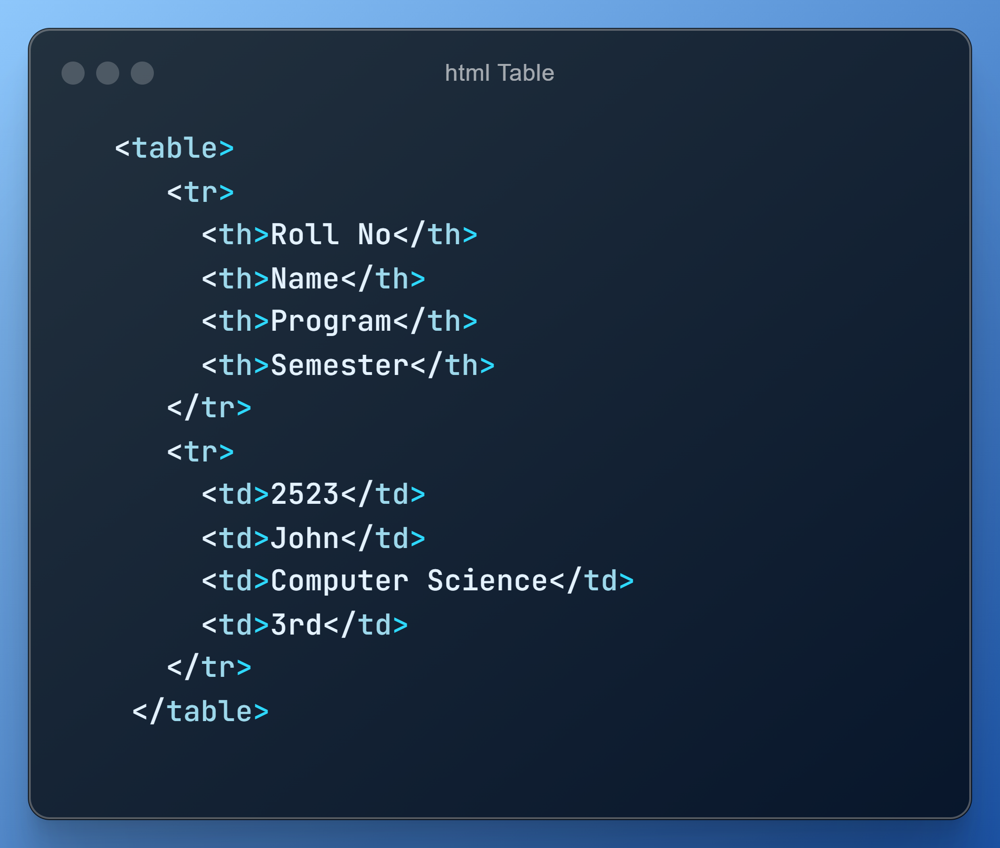 html Table
<table>
<tr>
<th>Roll No</th>
<th>Name</th>
<th>Program</th>
<th>Semester</th>
</tr>
<tr>
<td>2523</td>
<td>John</td>
<td>Computer Science</td>
<td>3rd</td>
</tr>
</table>